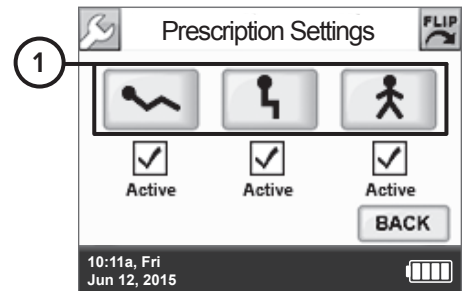 Prescription Settings
FLIP
1
Active Active Active
BACK
10:11a, Fri
Jun 12, 2015